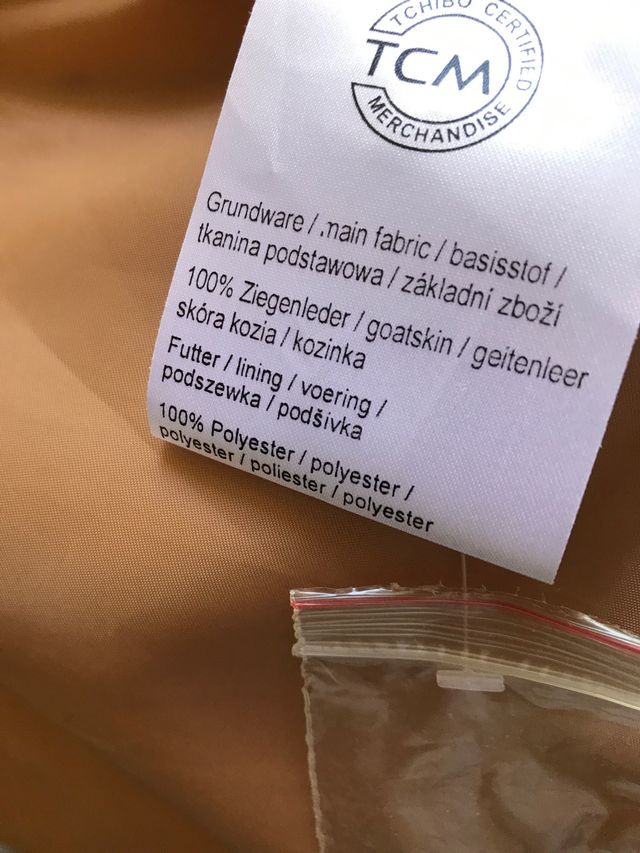 TCHIBO CERTIFIED
TCM
MERCHANDISE
Grundware / main fabric / basisstof /
tkanina podstawowa / základní zboží
100% Ziegenleder / goatskin / geitenleer
skóra kozia / kozinka
Futter / lining / voering /
podszewka / podšívka
100% Polyester / polyester /
polyester / poliester / polyester